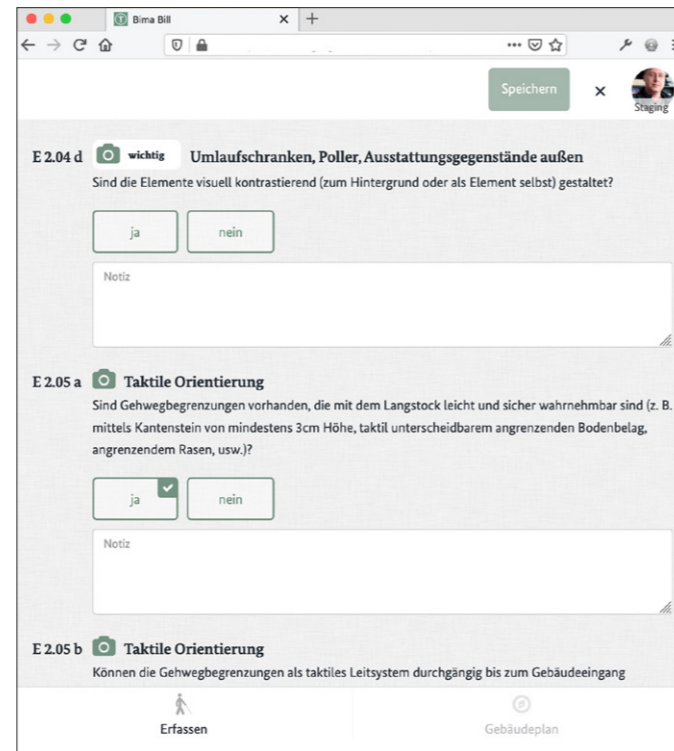 Bima Bill
Speichern
Staging
E 2.04 d wichtig Umlaufschranken, Poller, Ausstattungsgegenstände außen
Sind die Elemente visuell kontrastierend (zum Hintergrund oder als Element selbst) gestaltet?
ja nein
Notiz
E 2.05 a Taktile Orientierung
Sind Gehwegbegrenzungen vorhanden, die mit dem Langstock leicht und sicher wahrnehmbar sind (z. B.
mittels Kantenstein von mindestens 3cm Höhe, taktil unterscheidbarem angrenzenden Bodenbelag,
angrenzendem Rasen, usw.)?
ja nein
Notiz
E 2.05 b Taktile Orientierung
Können die Gehwegbegrenzungen als taktiles Leitsystem durchgängig bis zum Gebäudeeingang
Erfassen Gebäudeplan